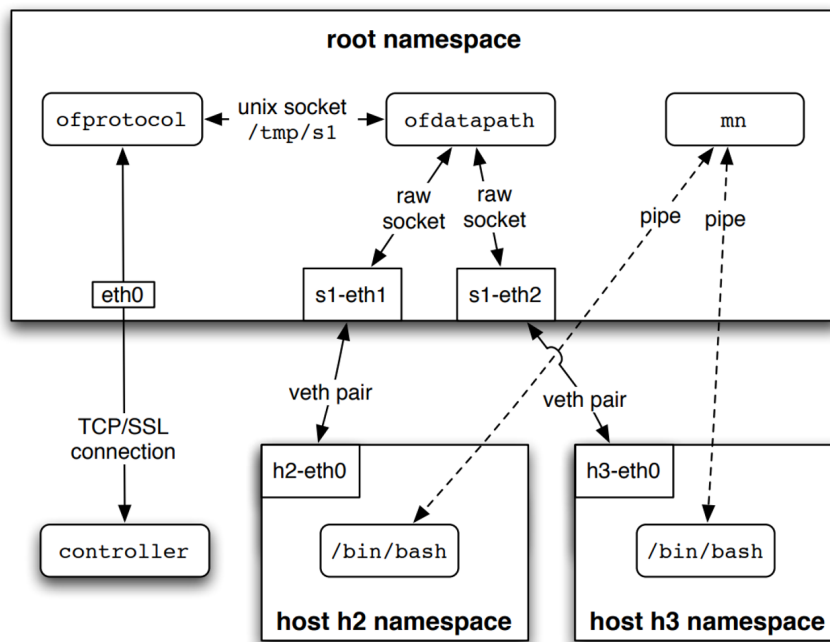 root namespace
ofprotocol
unix socket
/tmp/s1
ofdatapath
mn
raw
socket
raw
socket
pipe
pipe
eth0
s1-eth1
s1-eth2
veth pair
veth pair
TCP/SSL
connection
h2-eth0
h3-eth0
controller
/bin/bash
/bin/bash
host h2 namespace
host h3 namespace